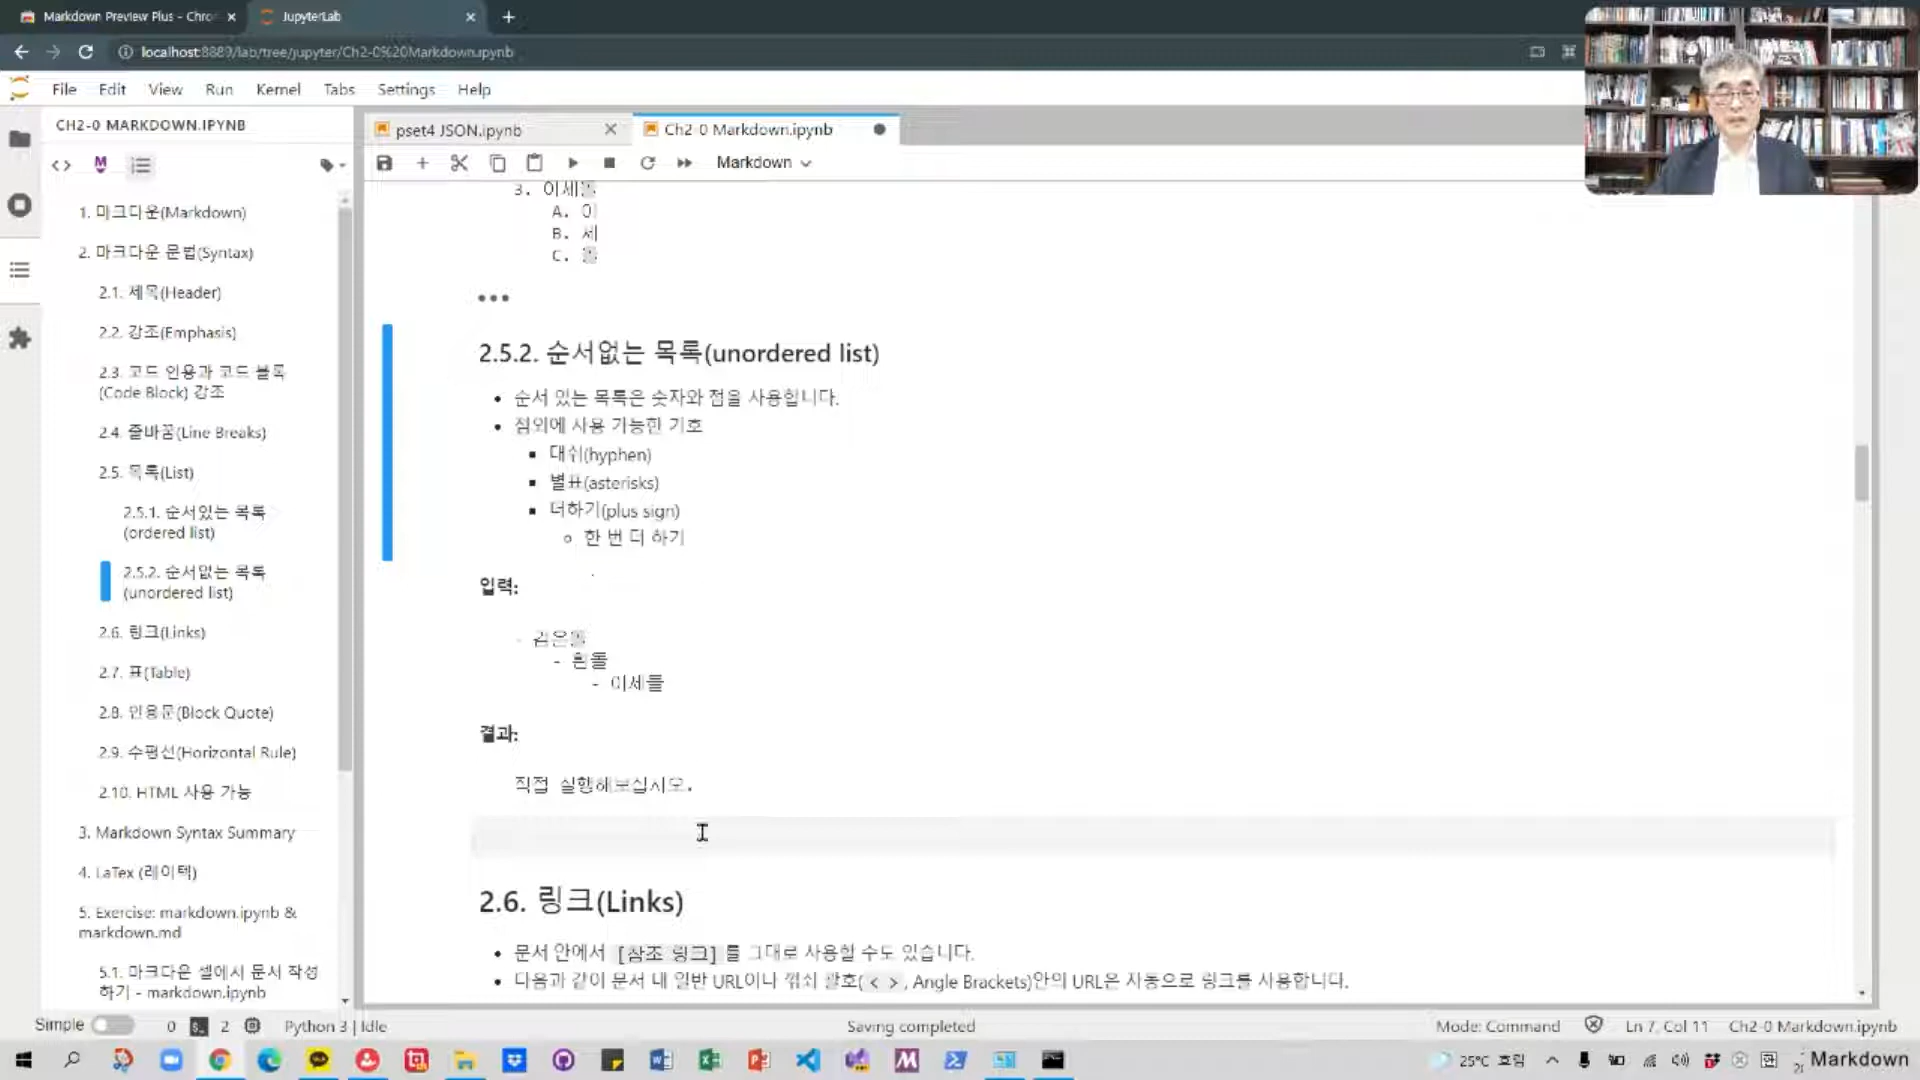 Markdown Preview Plus - Chro
JupyterLab
localhost:8889/lab/tree/jupyter/Ch2-0%20Markdown.ipynb
File Edit View Run Kernel Tabs Settings Help
CH2-0 MARKDOWN.IPYNB
pset4 JSON.ipynb
Ch2-0 Markdown.ipynb
Markdown
1. 마크다운(Markdown)
2. 마크다운 문법(Syntax)
2.1. 제목(Header)
2.2. 강조(Emphasis)
2.3. 코드 인용과 코드 블록
(Code Block) 강조
2.4. 줄바꿈(Line Breaks)
2.5. 목록(List)
2.5.1. 순서있는 목록
(ordered list)
2.5.2. 순서없는 목록
(unordered list)
2.6. 링크(Links)
2.7. 표(Table)
2.8. 인용문(Block Quote)
2.9. 수평선(Horizontal Rule)
2.10. HTML 사용 가능
3. Markdown Syntax Summary
4. LaTex (레이텍)
5. Exercise: markdown.ipynb &
markdown.md
5.1. 마크다운 셀에서 문서 작성
하기 - markdown.ipynb
3. 이세돌
A. 이
B. 세
C. 돌
2.5.2. 순서없는 목록(unordered list)
• 순서 있는 목록은 숫자와 점을 사용합니다.
• 점외에 사용 가능한 기호
▪ 대쉬(hyphen)
▪ 별표(asterisks)
▪ 더하기(plus sign)
◦ 한 번 더 하기
입력:
-
-
- 이세돌
결과:
직접 실행해보십시오.
2.6. 링크(Links)
• 문서 안에서 [참조 링크] 를 그대로 사용할 수도 있습니다.
• 다음과 같이 문서 내 일반 URL이나 꺾쇠 괄호( < > , Angle Brackets)안의 URL은 자동으로 링크를 사용합니다.
Simple 0 2 Python 3 | Idle
Saving completed
Mode: Command Ln 7, Col 11 Ch2-0 Markdown.ipynb
25°C 흐림
Markdown